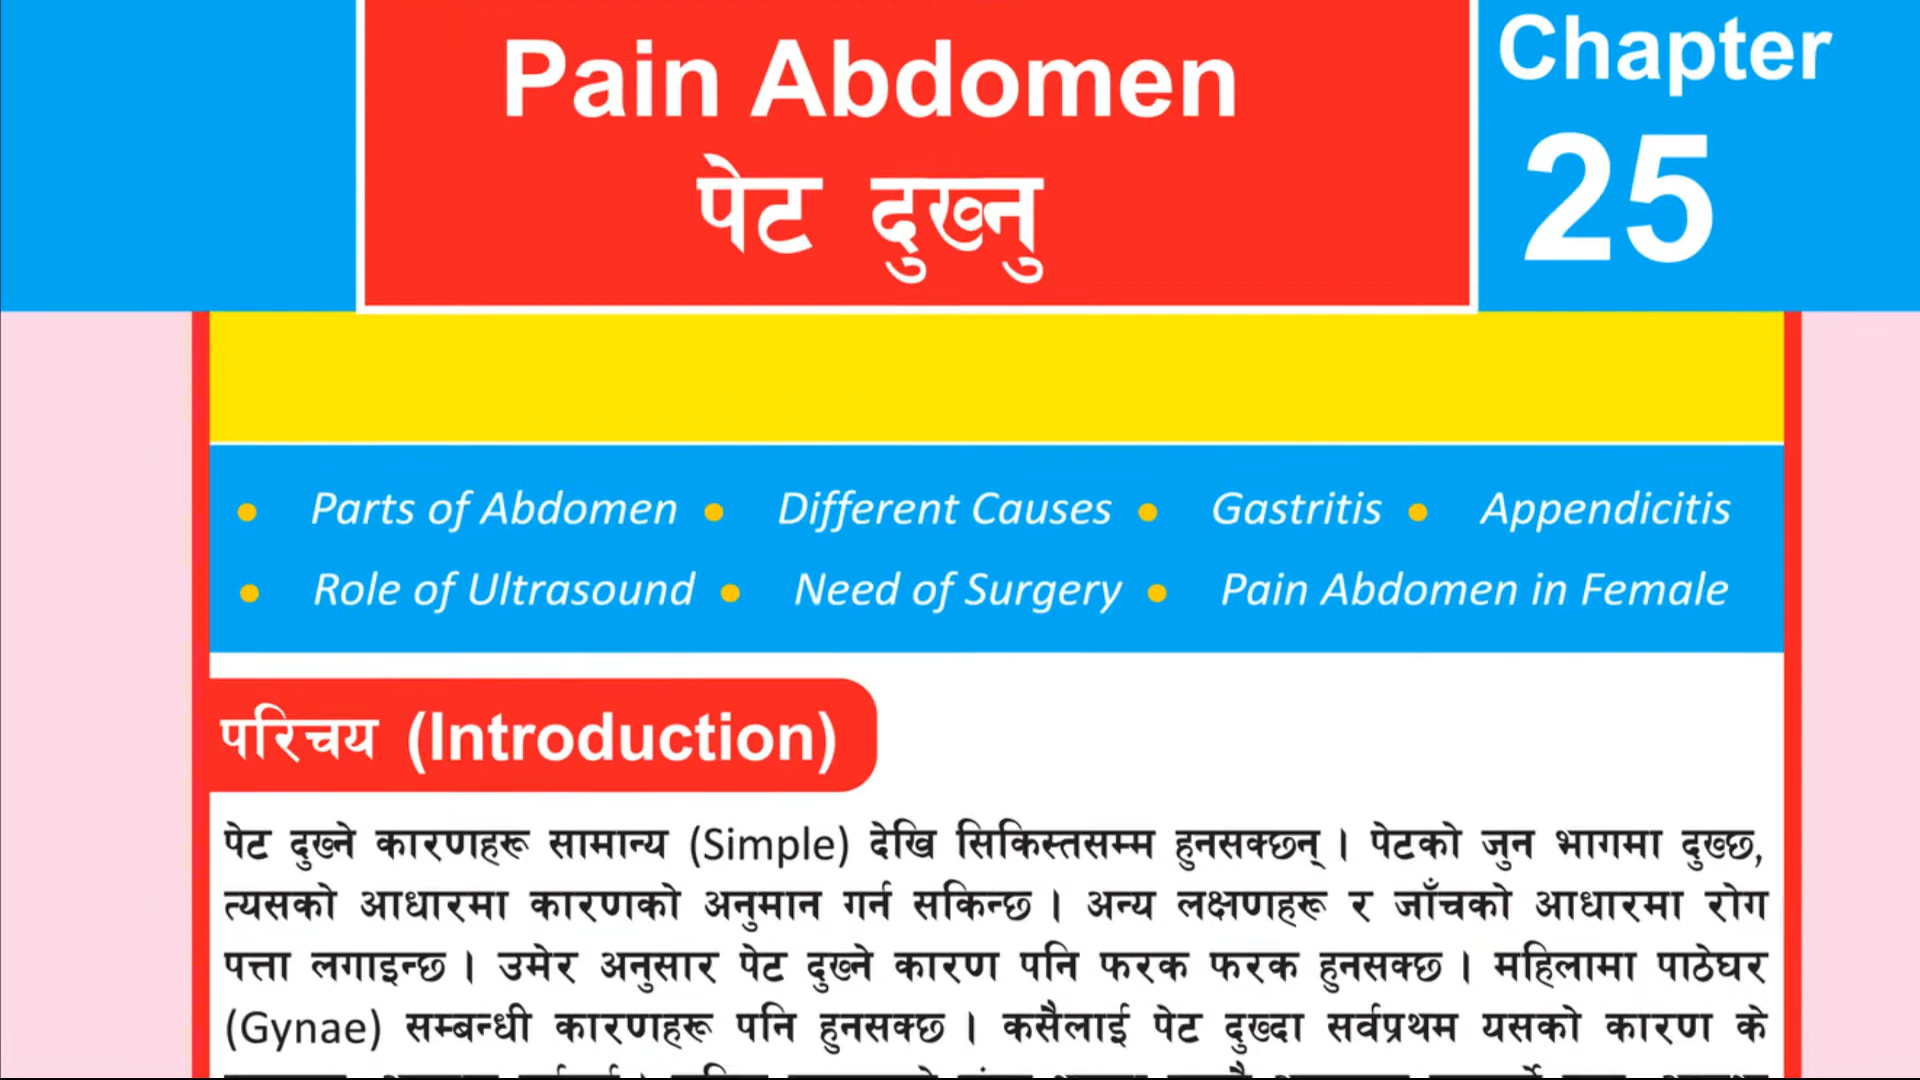 Pain Abdomen
पेट दुख्नु
Chapter
25
• Parts of Abdomen • Different Causes • Gastritis • Appendicitis
• Role of Ultrasound • Need of Surgery • Pain Abdomen in Female
परिचय (Introduction)
पेट दुख्ने कारणहरू सामान्य (Simple) देखि सिकिस्तसम्म हुनसक्छन् । पेटको जुन भागमा दुख्छ,
त्यसको आधारमा कारणको अनुमान गर्न सकिन्छ । अन्य लक्षणहरू र जाँचको आधारमा रोग
पत्ता लगाइन्छ । उमेर अनुसार पेट दुख्ने कारण पनि फरक फरक हुनसक्छ । महिलामा पाठेघर
(Gynae) सम्बन्धी कारणहरू पनि हुनसक्छ । कसैलाई पेट दुख्दा सर्वप्रथम यसको कारण के